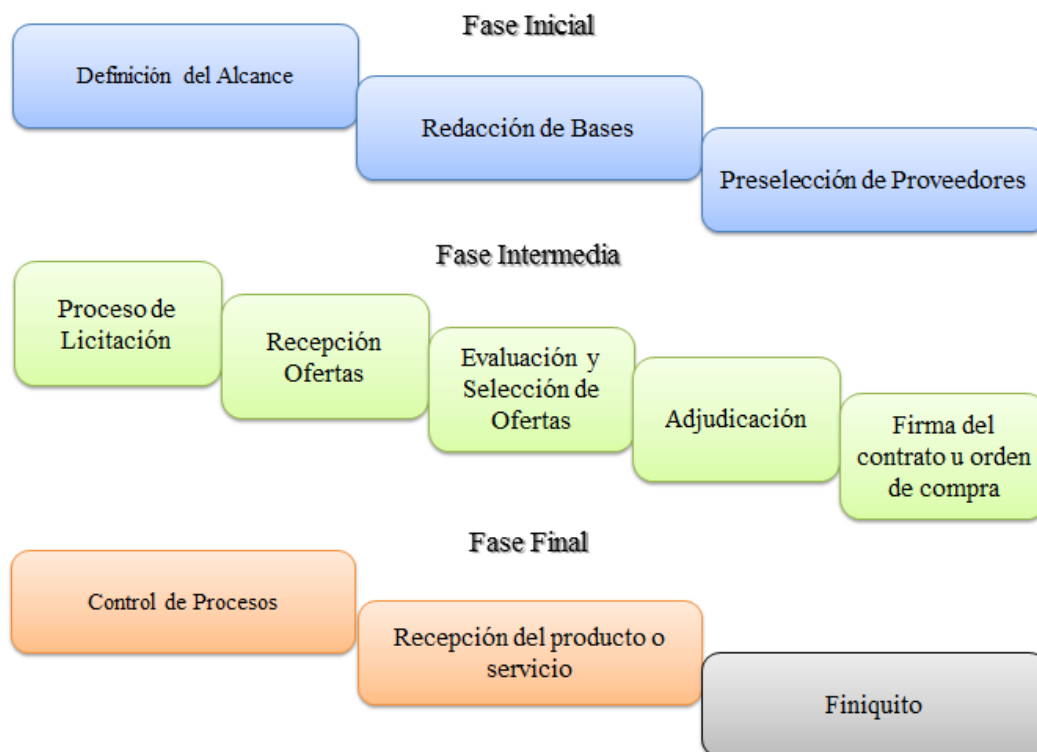 Fase Inicial
Definición del Alcance
Redacción de Bases
Preselección de Proveedores
Fase Intermedia
Proceso de
Licitación
Recepción
Ofertas
Evaluación y
Selección de
Ofertas
Adjudicación
Firma del
contrato u orden
de compra
Fase Final
Control de Procesos
Recepción del producto o
servicio
Finiquito